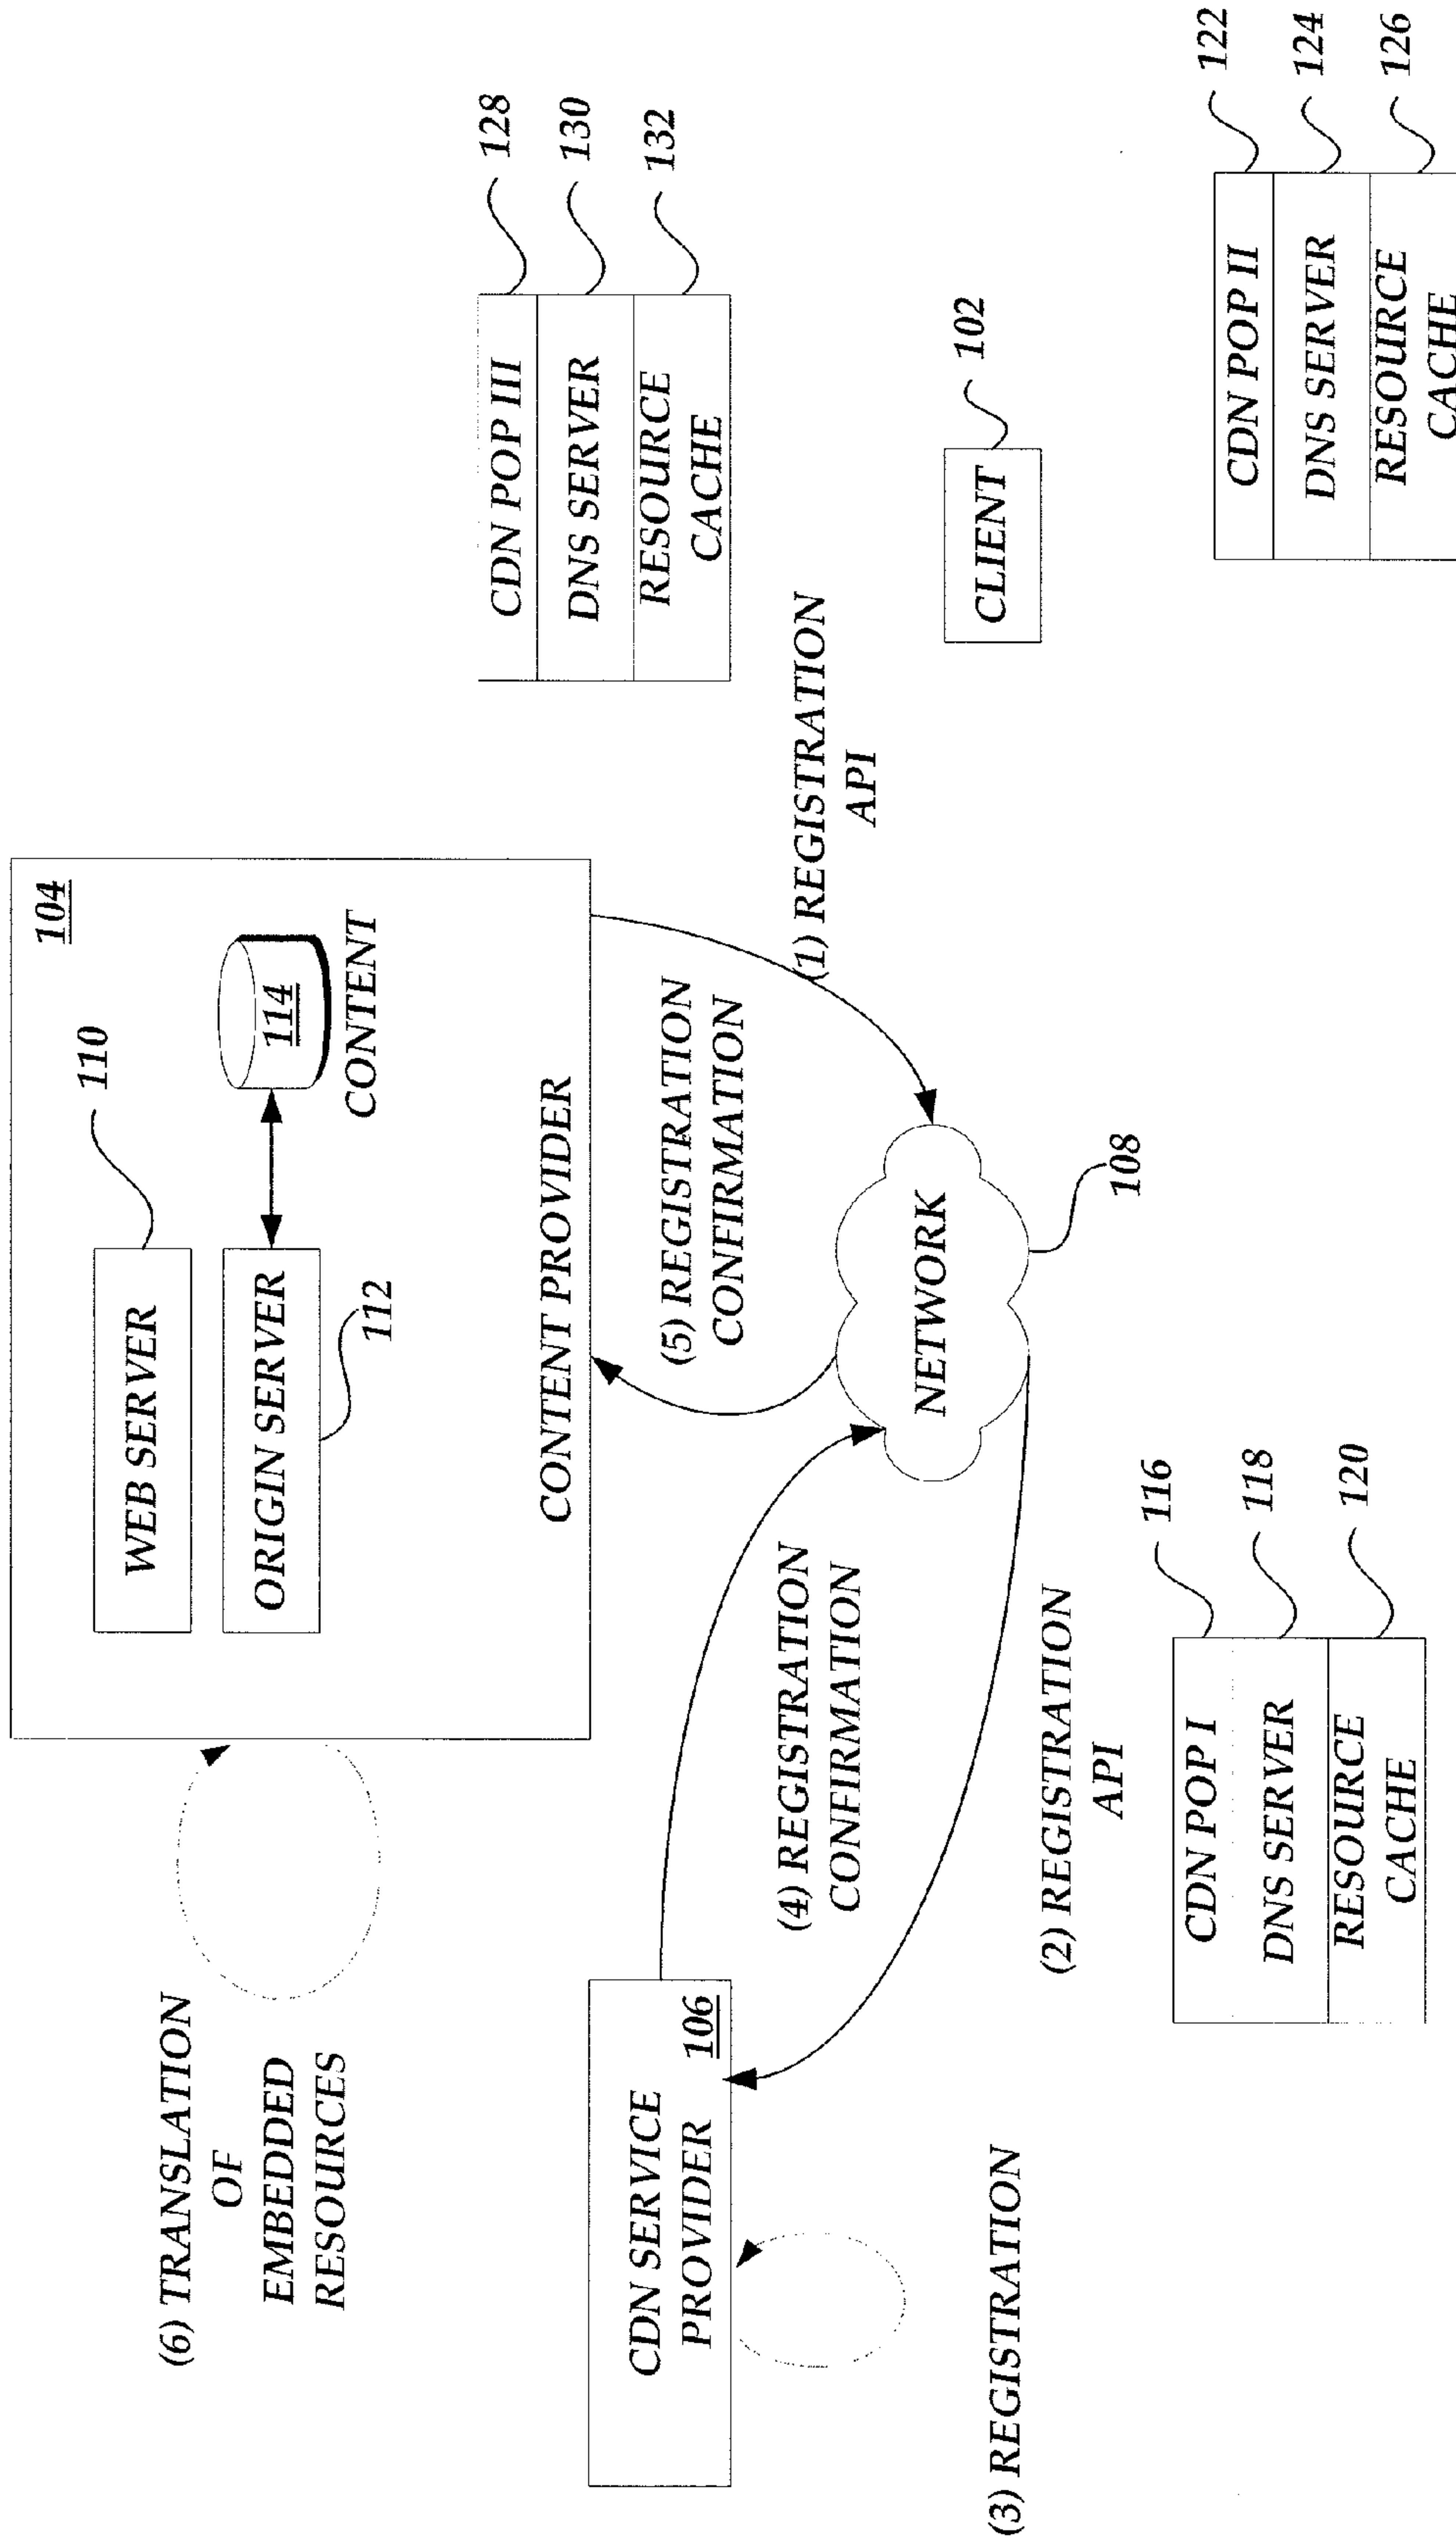 (6) TRANSLATION
OF
EMBEDDED
RESOURCES
104
WEB SERVER
110
ORIGIN SERVER
112
114
CONTENT
CONTENT PROVIDER
CDN SERVICE
PROVIDER
106
(3) REGISTRATION
(4) REGISTRATION
CONFIRMATION
(5) REGISTRATION
CONFIRMATION
(1) REGISTRATION
API
(2) REGISTRATION
API
NETWORK
108
CDN POP III
128
DNS SERVER
130
RESOURCE
CACHE
132
CLIENT
102
CDN POP I
116
DNS SERVER
118
RESOURCE
CACHE
120
CDN POP II
122
DNS SERVER
124
RESOURCE
CACHE
126